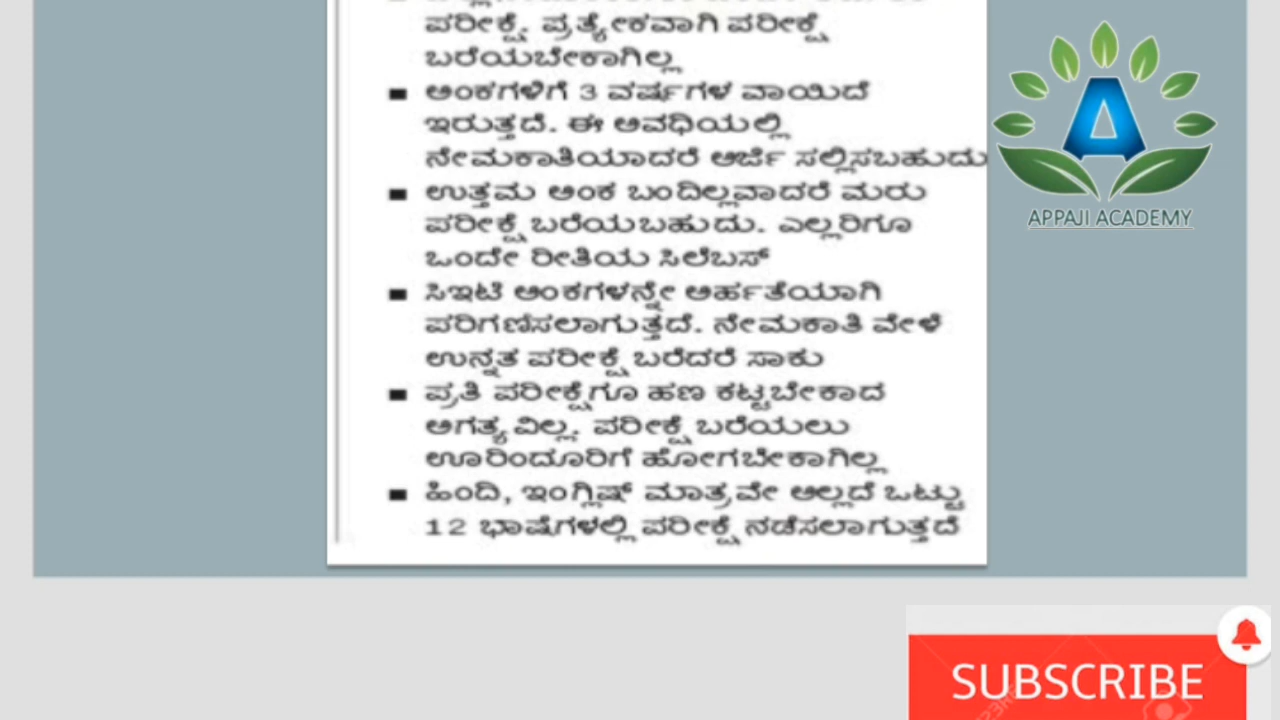 ಪರೀಕ್ಷೆ. ಪ್ರತ್ಯೇಕವಾಗಿ ಪರೀಕ್ಷೆ
ಬರೆಯಬೇಕಾಗಿಲ್ಲ
■ ಅಂಕಗಳಿಗೆ 3 ವರ್ಷಗಳ ವಾಯಿದೆ
ಇರುತ್ತದೆ. ಈ ಅವಧಿಯಲ್ಲಿ
ನೇಮಕಾತಿಯಾದರೆ ಅರ್ಜಿ ಸಲ್ಲಿಸಬಹುದು
■ ಉತ್ತಮ ಅಂಕ ಬಂದಿಲ್ಲವಾದರೆ ಮರು
ಪರೀಕ್ಷೆ ಬರೆಯಬಹುದು. ಎಲ್ಲರಿಗೂ
ಒಂದೇ ರೀತಿಯ ಸಿಲೆಬಸ್
■ ಸಿಇಟಿ ಅಂಕಗಳನ್ನೇ ಅರ್ಹತೆಯಾಗಿ
ಪರಿಗಣಿಸಲಾಗುತ್ತದೆ. ನೇಮಕಾತಿ ವೇಳೆ
ಉನ್ನತ ಪರೀಕ್ಷೆ ಬರೆದರೆ ಸಾಕು
■ ಪ್ರತಿ ಪರೀಕ್ಷೆಗೂ ಹಣ ಕಟ್ಟಬೇಕಾದ
ಅಗತ್ಯವಿಲ್ಲ. ಪರೀಕ್ಷೆ ಬರೆಯಲು
ಊರಿಂದೂರಿಗೆ ಹೋಗಬೇಕಾಗಿಲ್ಲ
■ ಹಿಂದಿ, ಇಂಗ್ಲಿಷ್ ಮಾತ್ರವೇ ಅಲ್ಲದೆ ಒಟ್ಟು
12 ಭಾಷೆಗಳಲ್ಲಿ ಪರೀಕ್ಷೆ ನಡೆಸಲಾಗುತ್ತದೆ
A
APPAJI ACADEMY
SUBSCRIBE